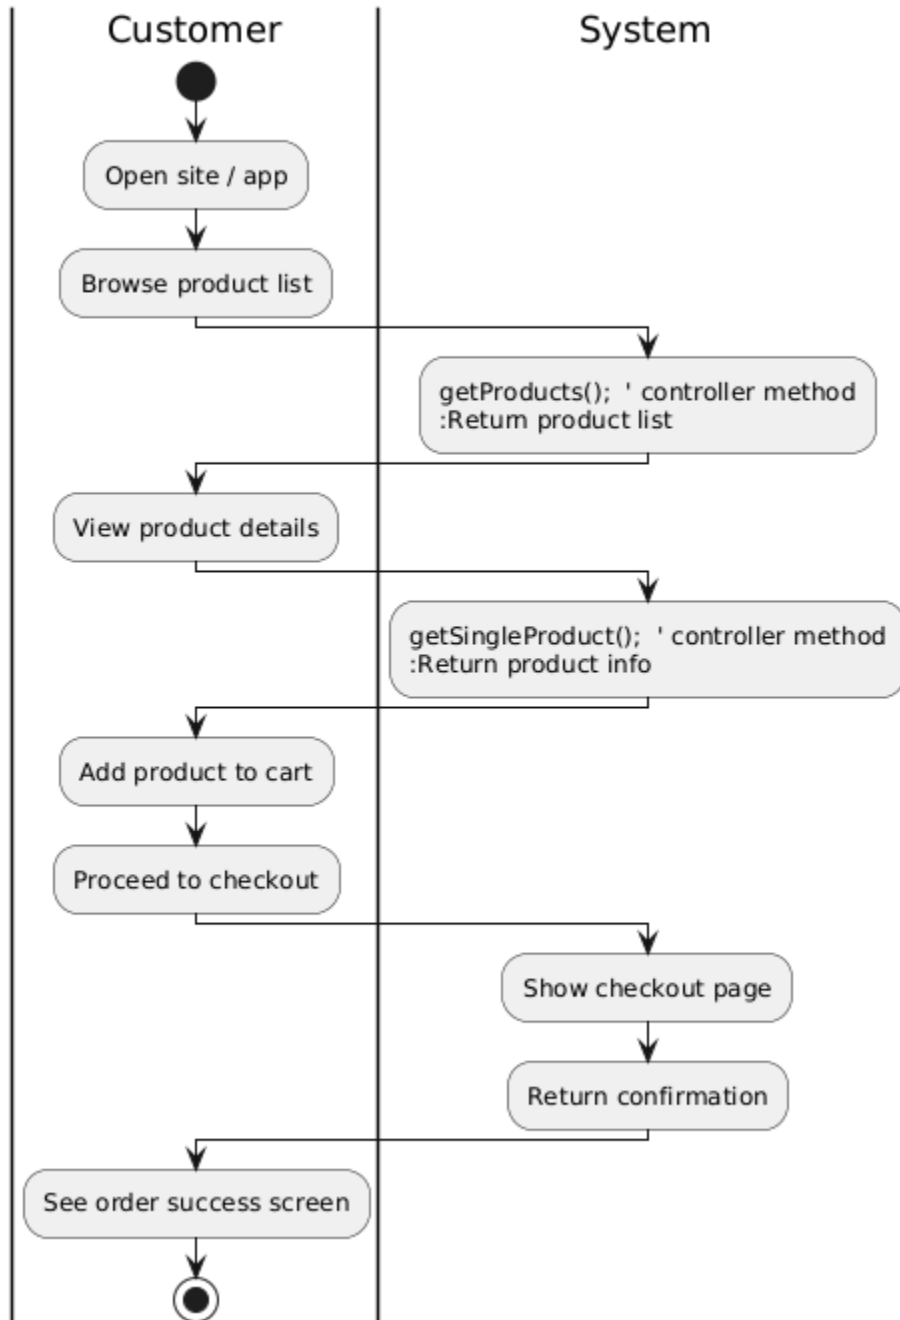 Customer
System
Open site / app
Browse product list
getProducts();  ' controller method
:Return product list
View product details
getSingleProduct();  ' controller method
:Return product info
Add product to cart
Proceed to checkout
Show checkout page
Return confirmation
See order success screen